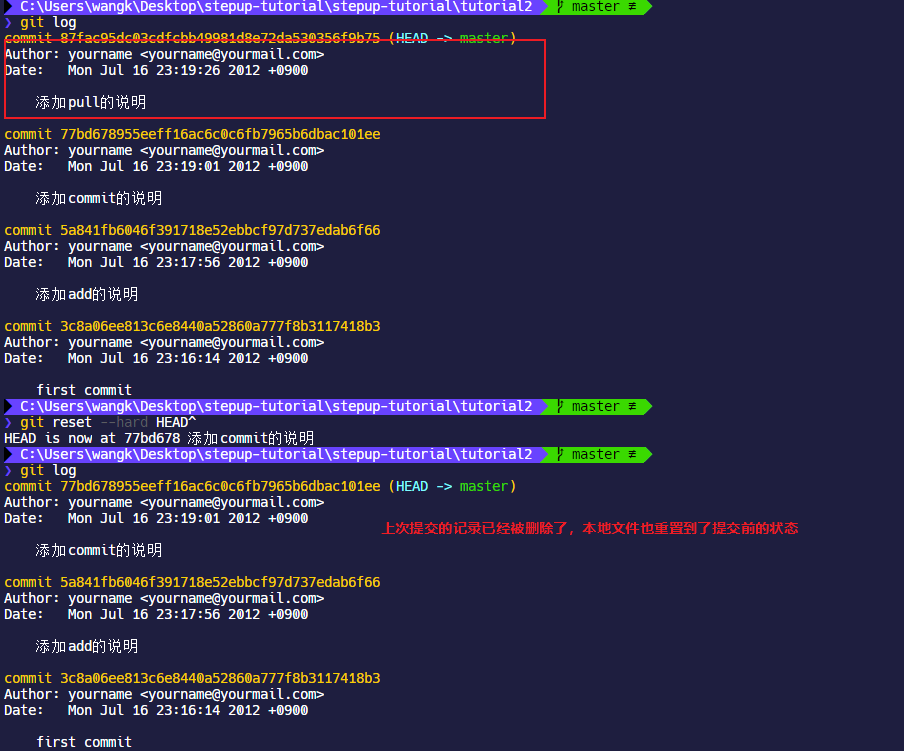 C:\Users\wangk\Desktop\stepup-tutorial\stepup-tutorial\tutorial2 master ≢
❯ git log
commit 87fac95dc03cdfcbb49981d8e72da530356f9b75 (HEAD -> master)
Author: yourname <yourname@yourmail.com>
Date:   Mon Jul 16 23:19:26 2012 +0900
添加pull的说明
commit 77bd678955eeff16ac6c0c6fb7965b6dbac101ee
Author: yourname <yourname@yourmail.com>
Date:   Mon Jul 16 23:19:01 2012 +0900
添加commit的说明
commit 5a841fb6046f391718e52ebbcf97d737edab6f66
Author: yourname <yourname@yourmail.com>
Date:   Mon Jul 16 23:17:56 2012 +0900
添加add的说明
commit 3c8a06ee813c6e8440a52860a777f8b3117418b3
Author: yourname <yourname@yourmail.com>
Date:   Mon Jul 16 23:16:14 2012 +0900
first commit
C:\Users\wangk\Desktop\stepup-tutorial\stepup-tutorial\tutorial2 master ≢
❯ git reset --hard HEAD^
HEAD is now at 77bd678 添加commit的说明
C:\Users\wangk\Desktop\stepup-tutorial\stepup-tutorial\tutorial2 master ≢
❯ git log
commit 77bd678955eeff16ac6c0c6fb7965b6dbac101ee (HEAD -> master)
Author: yourname <yourname@yourmail.com>
Date:   Mon Jul 16 23:19:01 2012 +0900
上次提交的记录已经被删除了，本地文件也重置到了提交前的状态
添加commit的说明
commit 5a841fb6046f391718e52ebbcf97d737edab6f66
Author: yourname <yourname@yourmail.com>
Date:   Mon Jul 16 23:17:56 2012 +0900
添加add的说明
commit 3c8a06ee813c6e8440a52860a777f8b3117418b3
Author: yourname <yourname@yourmail.com>
Date:   Mon Jul 16 23:16:14 2012 +0900
first commit